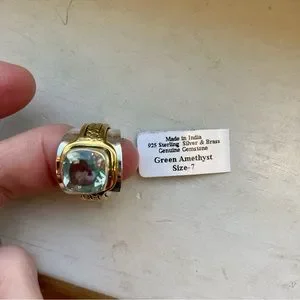 Made in India
925 Sterling Silver & Brass
Genuine Gemstone
Green Amethyst
Size-7